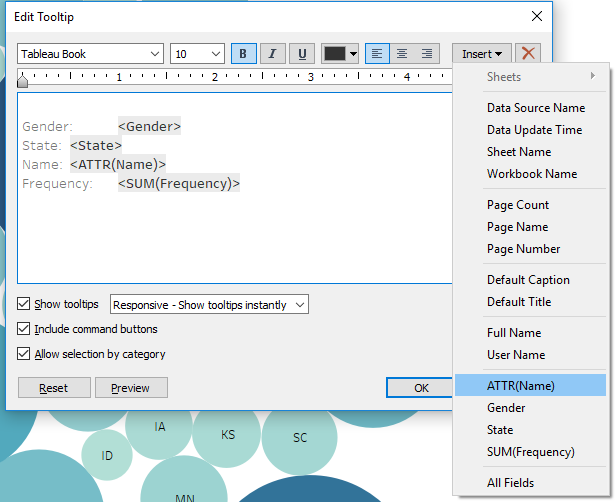 Edit Tooltip
Tableau Book 10 B I U Insert
1 2 3 4
Gender: <Gender>
State: <State>
Name: <ATTR(Name)>
Frequency: <SUM(Frequency)>
Show tooltips Responsive - Show tooltips instantly
Include command buttons
Allow selection by category
Reset Preview OK
Sheets
Data Source Name
Data Update Time
Sheet Name
Workbook Name
Page Count
Page Name
Page Number
Default Caption
Default Title
Full Name
User Name
ATTR(Name)
Gender
State
SUM(Frequency)
All Fields
IA
KS
SC
ID
MN